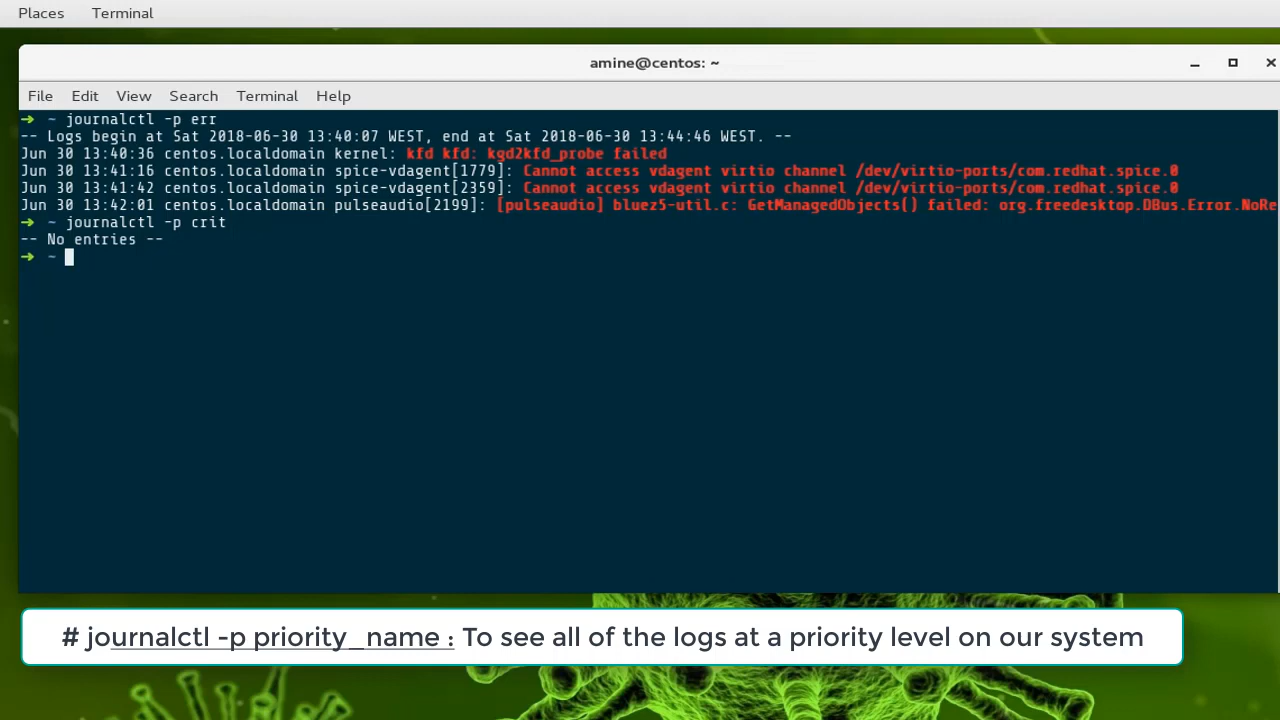 Places Terminal
amine@centos: ~
File Edit View Search Terminal Help
➜ ~ journalctl -p err
-- Logs begin at Sat 2018-06-30 13:40:07 WEST, end at Sat 2018-06-30 13:44:46 WEST. --
Jun 30 13:40:36 centos.localdomain kernel: kfd kfd: kgd2kfd_probe failed
Jun 30 13:41:16 centos.localdomain spice-vdagent[1779]: Cannot access vdagent virtio channel /dev/virtio-ports/com.redhat.spice.0
Jun 30 13:41:42 centos.localdomain spice-vdagent[2359]: Cannot access vdagent virtio channel /dev/virtio-ports/com.redhat.spice.0
Jun 30 13:42:01 centos.localdomain pulseaudio[2199]: [pulseaudio] bluez5-util.c: GetManagedObjects() failed: org.freedesktop.DBus.Error.NoRe
➜ ~ journalctl -p crit
-- No entries --
➜ ~
# journalctl -p priority_name : To see all of the logs at a priority level on our system